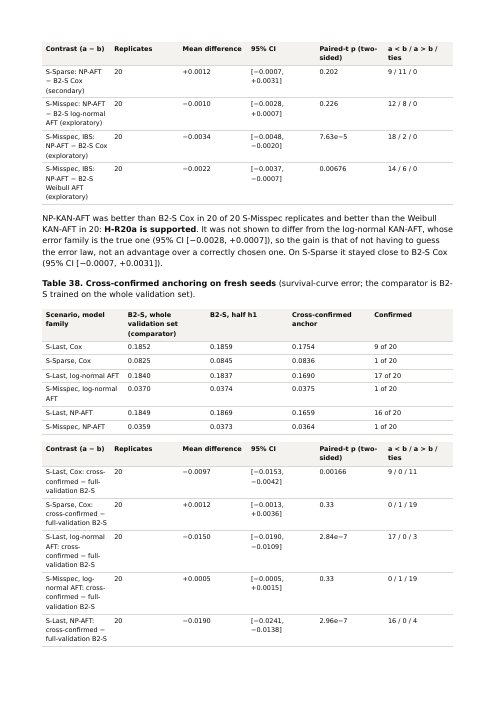 Contrast (a − b) Replicates Mean difference 95% CI Paired-t p (two-sided) a < b / a > b / ties
S-Sparse: NP-AFT − B2-S Cox (secondary) 20 +0.0012 [−0.0007, +0.0031] 0.202 9 / 11 / 0
S-Misspec: NP-AFT − B2-S log-normal AFT (exploratory) 20 −0.0010 [−0.0028, +0.0007] 0.226 12 / 8 / 0
S-Misspec, IBS: NP-AFT − B2-S Cox (exploratory) 20 −0.0034 [−0.0048, −0.0020] 7.63e−5 18 / 2 / 0
S-Misspec, IBS: NP-AFT − B2-S Weibull AFT (exploratory) 20 −0.0022 [−0.0037, −0.0007] 0.00676 14 / 6 / 0
NP-KAN-AFT was better than B2-S Cox in 20 of 20 S-Misspec replicates and better than the Weibull
KAN-AFT in 20: H-R20a is supported. It was not shown to differ from the log-normal KAN-AFT, whose
error family is the true one (95% CI [−0.0028, +0.0007]), so the gain is that of not having to guess
the error law, not an advantage over a correctly chosen one. On S-Sparse it stayed close to B2-S Cox
(95% CI [−0.0007, +0.0031]).
Table 38. Cross-confirmed anchoring on fresh seeds (survival-curve error; the comparator is B2-
S trained on the whole validation set).
Scenario, model family B2-S, whole validation set (comparator) B2-S, half h1 Cross-confirmed anchor Confirmed
S-Last, Cox 0.1852 0.1859 0.1754 9 of 20
S-Sparse, Cox 0.0825 0.0845 0.0836 1 of 20
S-Last, log-normal AFT 0.1840 0.1837 0.1690 17 of 20
S-Misspec, log-normal AFT 0.0370 0.0374 0.0375 1 of 20
S-Last, NP-AFT 0.1849 0.1869 0.1659 16 of 20
S-Misspec, NP-AFT 0.0359 0.0373 0.0364 1 of 20
Contrast (a − b) Replicates Mean difference 95% CI Paired-t p (two-sided) a < b / a > b / ties
S-Last, Cox: cross-confirmed − full-validation B2-S 20 −0.0097 [−0.0153, −0.0042] 0.00166 9 / 0 / 11
S-Sparse, Cox: cross-confirmed − full-validation B2-S 20 +0.0012 [−0.0013, +0.0036] 0.33 0 / 1 / 19
S-Last, log-normal AFT: cross-confirmed − full-validation B2-S 20 −0.0150 [−0.0190, −0.0109] 2.84e−7 17 / 0 / 3
S-Misspec, log-normal AFT: cross-confirmed − full-validation B2-S 20 +0.0005 [−0.0005, +0.0015] 0.33 0 / 1 / 19
S-Last, NP-AFT: cross-confirmed − full-validation B2-S 20 −0.0190 [−0.0241, −0.0138] 2.96e−7 16 / 0 / 4